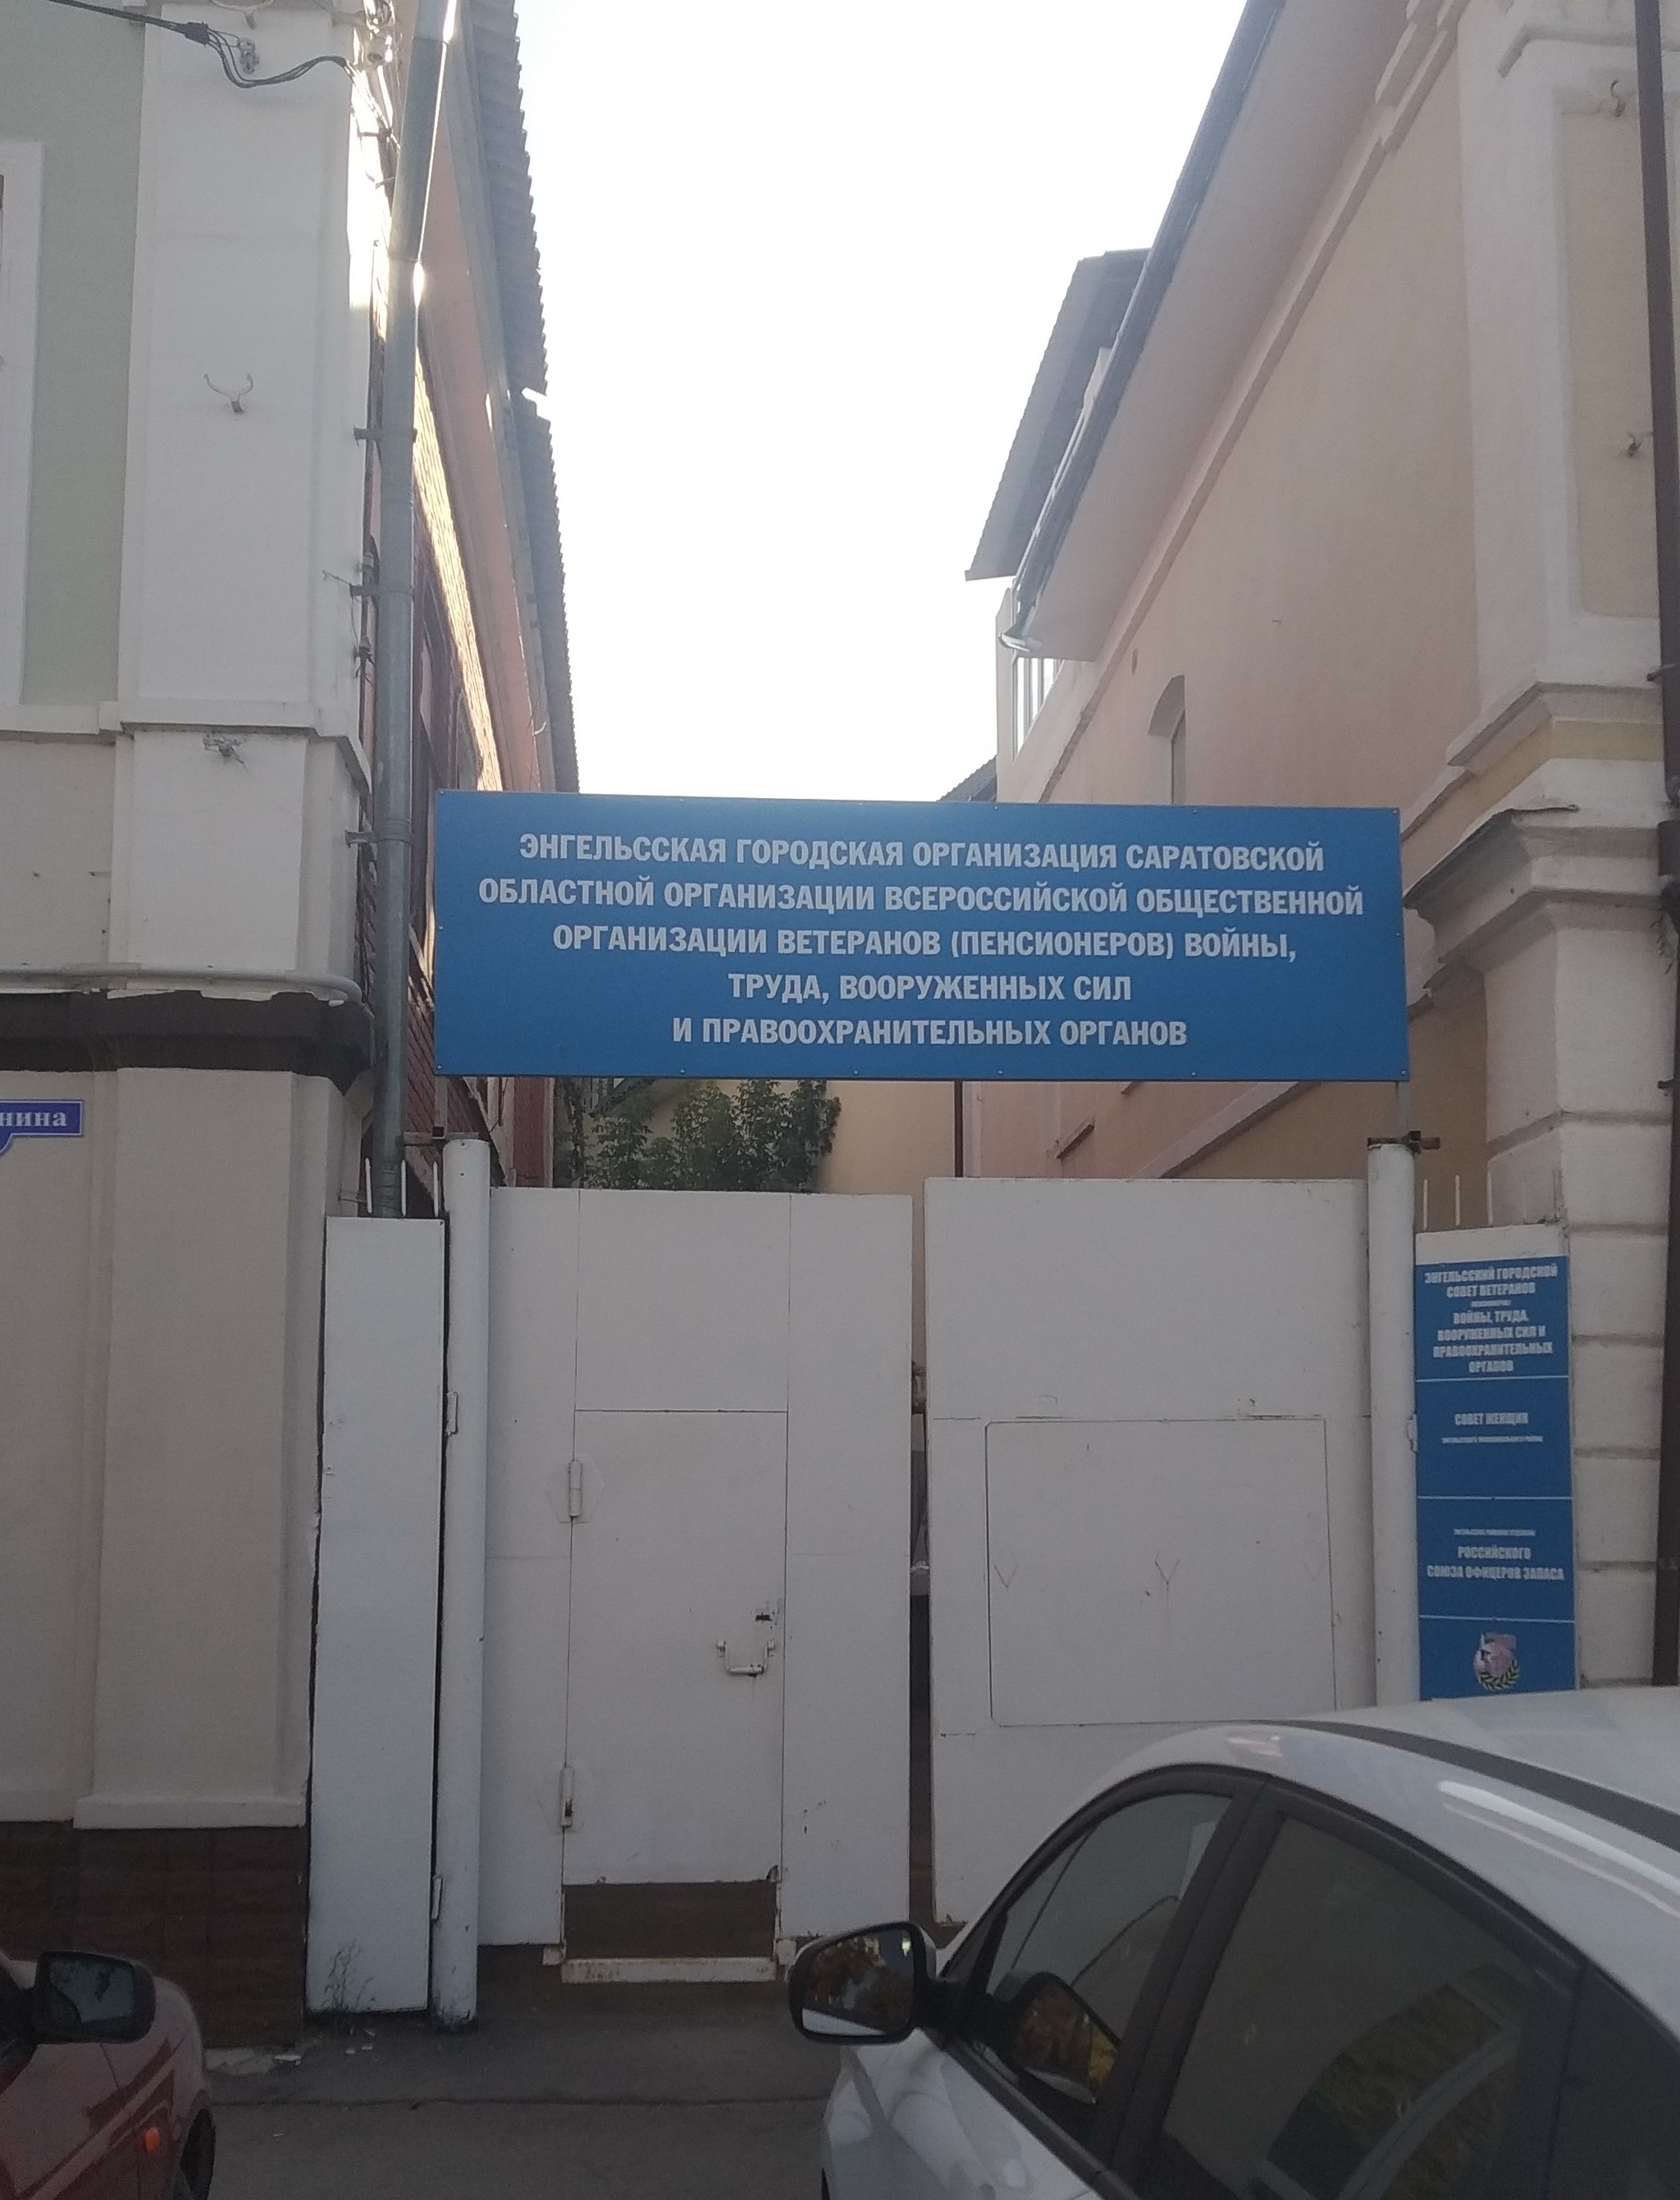 ЭНГЕЛЬССКАЯ ГОРОДСКАЯ ОРГАНИЗАЦИЯ САРАТОВСКОЙ
ОБЛАСТНОЙ ОРГАНИЗАЦИИ ВСЕРОССИЙСКОЙ ОБЩЕСТВЕННОЙ
ОРГАНИЗАЦИИ ВЕТЕРАНОВ (ПЕНСИОНЕРОВ) ВОЙНЫ,
ТРУДА, ВООРУЖЕННЫХ СИЛ
И ПРАВООХРАНИТЕЛЬНЫХ ОРГАНОВ
нина
ЭНГЕЛЬССКИЙ ГОРОДСКОЙ
СОВЕТ ВЕТЕРАНОВ
ВОЙНЫ, ТРУДА,
ВООРУЖЕННЫХ СИЛ И
ПРАВООХРАНИТЕЛЬНЫХ
ОРГАНОВ
СОВЕТ ЖЕНЩИН
РОССИЙСКОГО
СОЮЗА ОФИЦЕРОВ ЗАПАСА